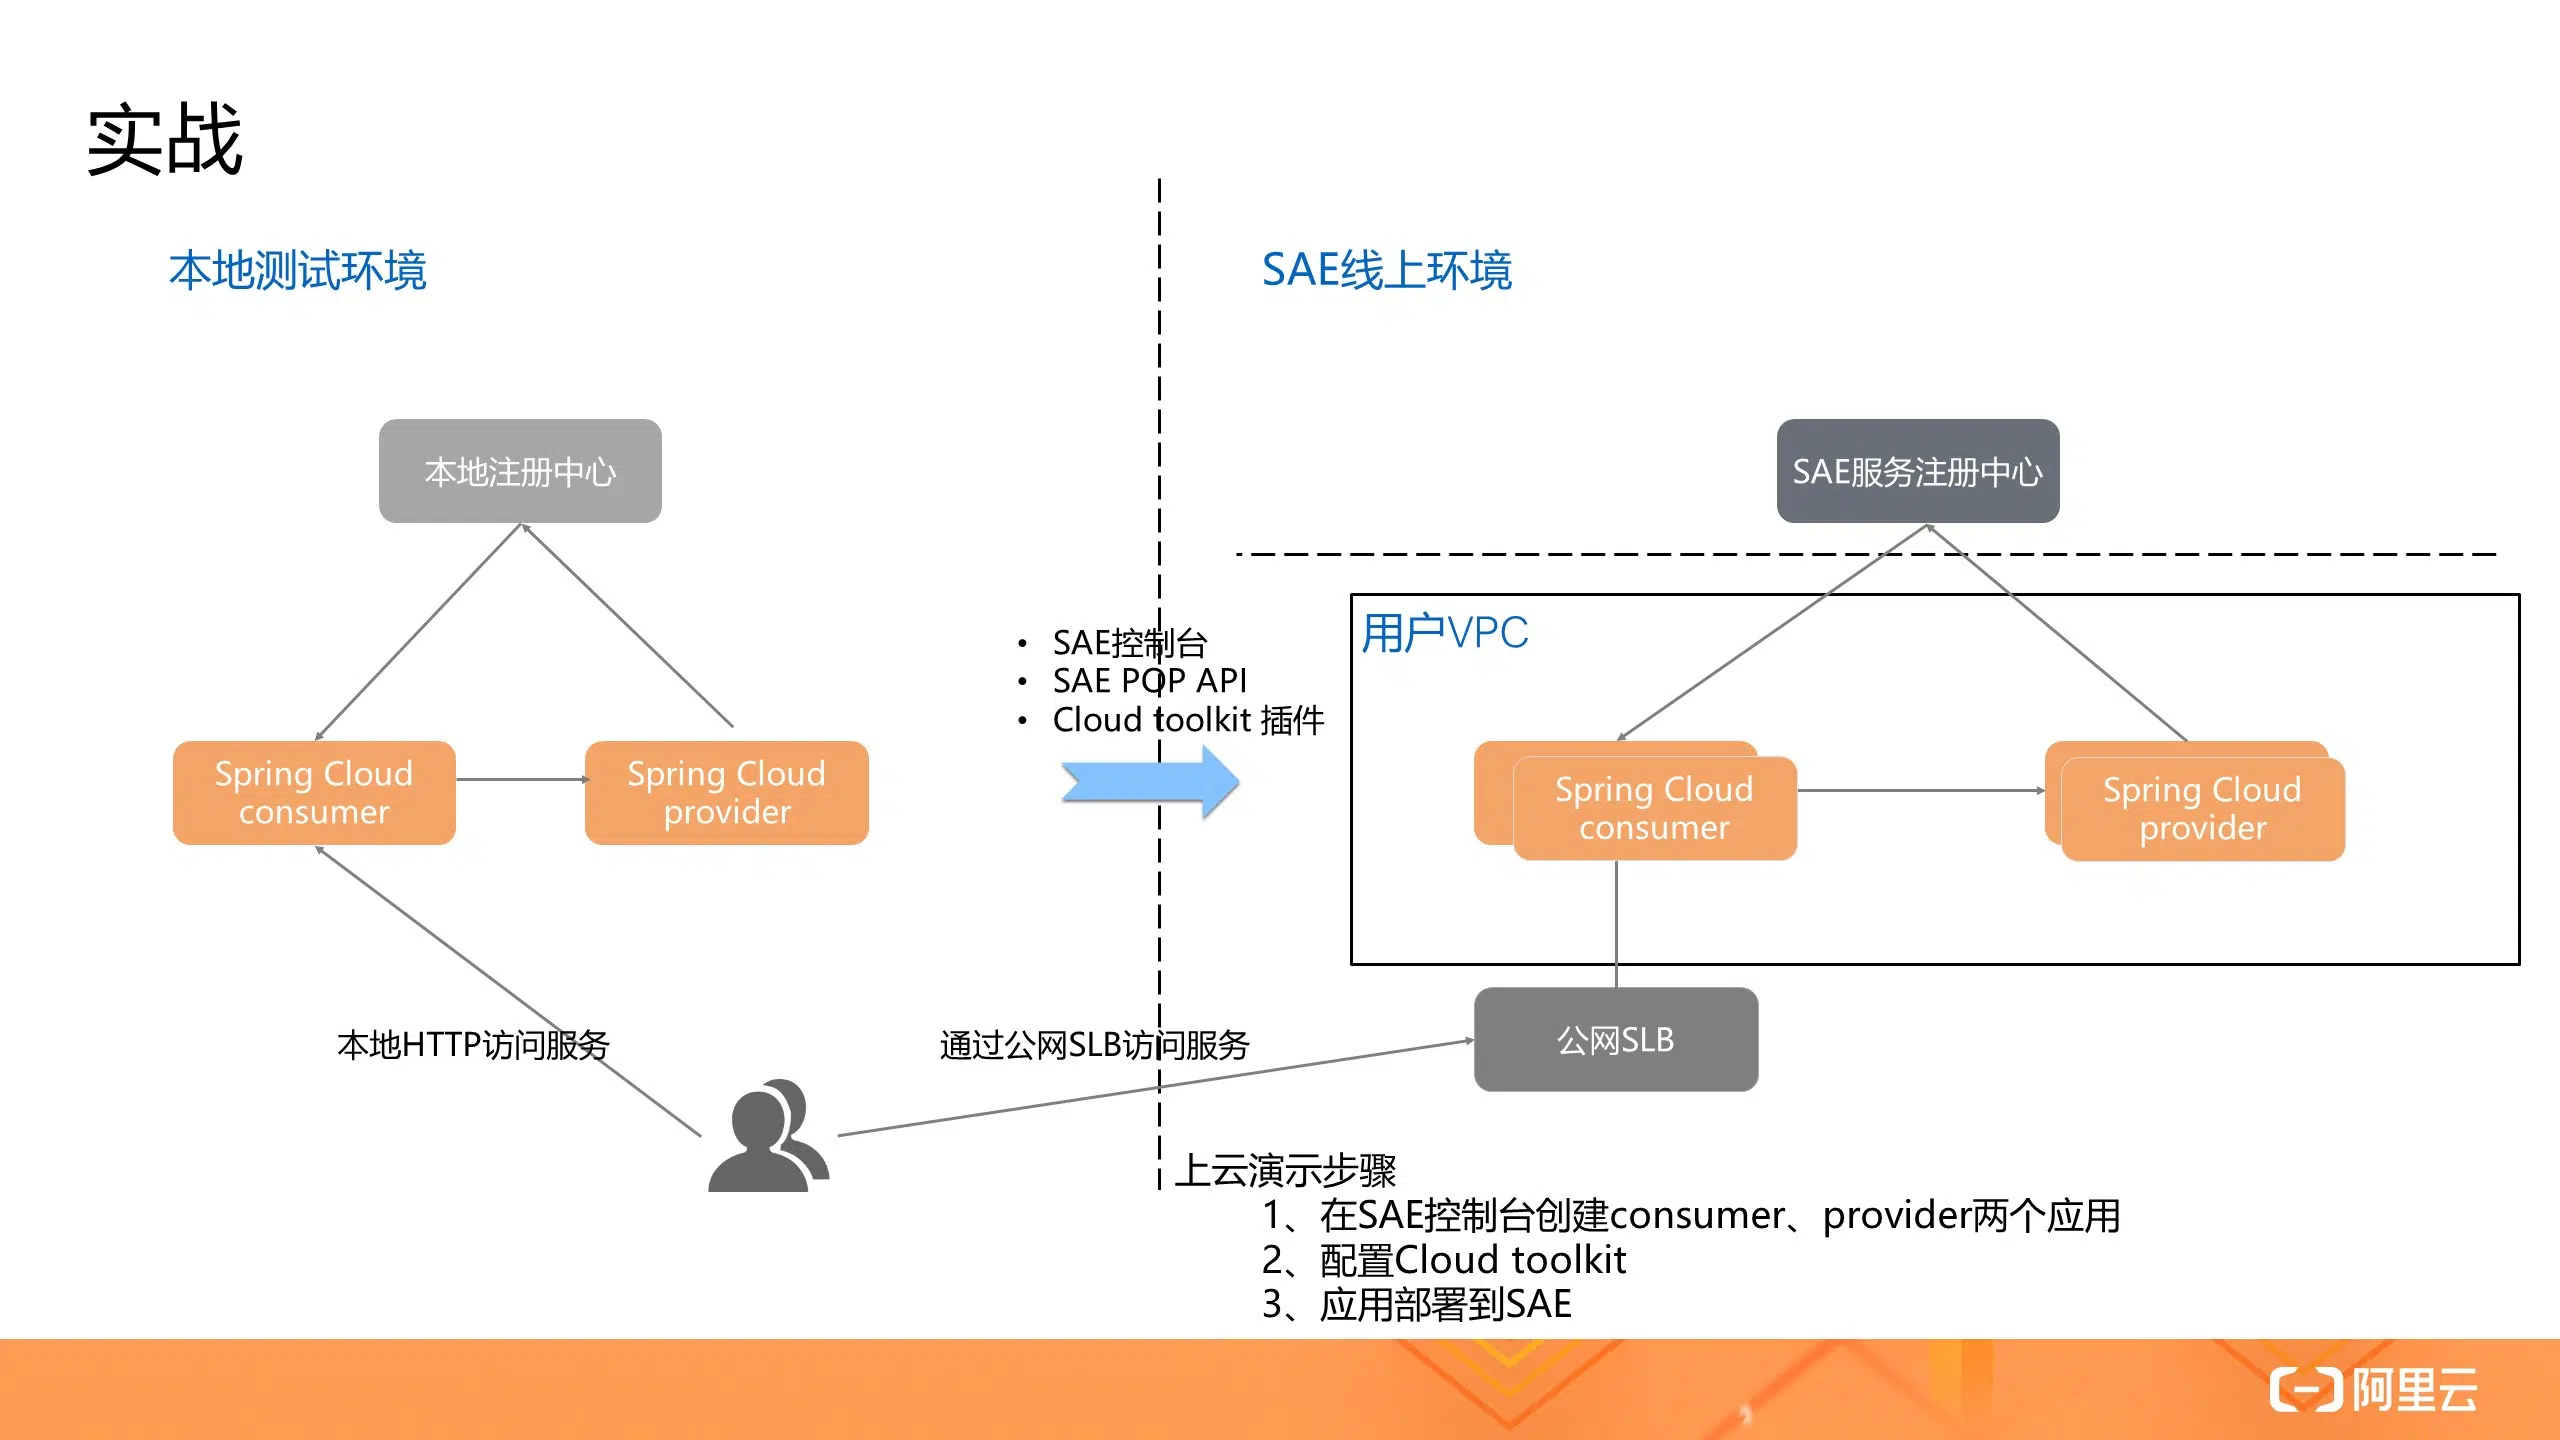 实战
本地测试环境
SAE线上环境
本地注册中心
SAE服务注册中心
用户VPC
• SAE控制台
• SAE POP API
• Cloud toolkit 插件
Spring Cloud
consumer
Spring Cloud
provider
Spring Cloud
consumer
Spring Cloud
provider
本地HTTP访问服务
通过公网SLB访问服务
公网SLB
上云演示步骤
1、在SAE控制台创建consumer、provider两个应用
2、配置Cloud toolkit
3、应用部署到SAE
阿里云